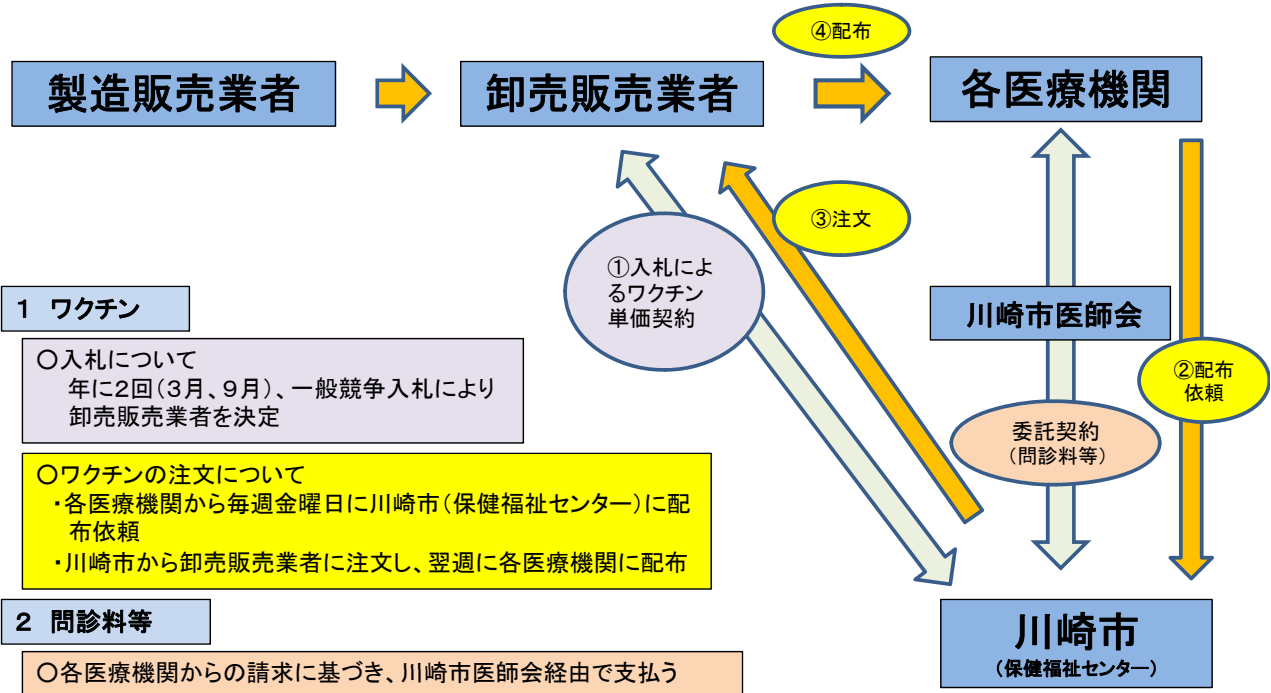 ④配布
製造販売業者
卸売販売業者
各医療機関
③注文
①入札によ
るワクチン
単価契約
川崎市医師会
②配布
依頼
委託契約
(問診料等)
川崎市
(保健福祉センター)
1 ワクチン
○入札について
年に2回(3月、9月)、一般競争入札により
卸売販売業者を決定
○ワクチンの注文について
・各医療機関から毎週金曜日に川崎市(保健福祉センター)に配
布依頼
・川崎市から卸売販売業者に注文し、翌週に各医療機関に配布
2 問診料等
○各医療機関からの請求に基づき、川崎市医師会経由で支払う